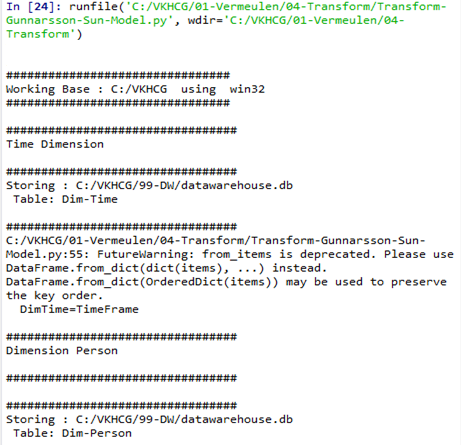 In [24]: runfile('C:/VKHCG/01-Vermeulen/04-Transform/Transform-
Gunnarsson-Sun-Model.py', wdir='C:/VKHCG/01-Vermeulen/04-
Transform')
################################
Working Base : C:/VKHCG  using  win32
################################
#################################
Time Dimension
#################################
Storing : C:/VKHCG/99-DW/datawarehouse.db
 Table: Dim-Time
#################################
C:/VKHCG/01-Vermeulen/04-Transform/Transform-Gunnarsson-Sun-
Model.py:55: FutureWarning: from_items is deprecated. Please use
DataFrame.from_dict(dict(items), ...) instead.
DataFrame.from_dict(OrderedDict(items)) may be used to preserve
the key order.
  DimTime=TimeFrame
#################################
Dimension Person
#################################
#################################
Storing : C:/VKHCG/99-DW/datawarehouse.db
 Table: Dim-Person